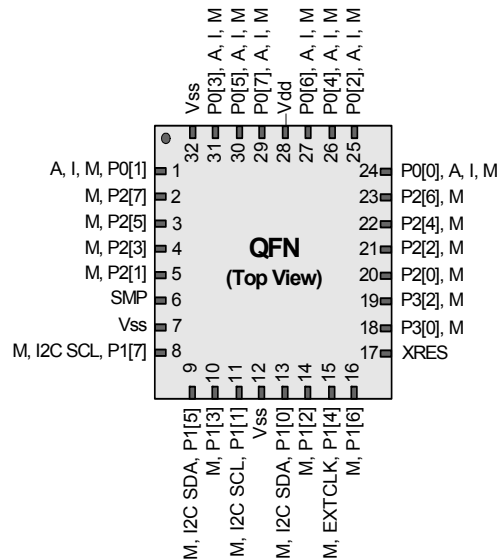 Vss
P0[3], A, I, M
P0[5], A, I, M
P0[7], A, I, M
Vdd
P0[6], A, I, M
P0[4], A, I, M
P0[2], A, I, M
32
31
30
29
28
27
26
25
A, I, M, P0[1] 1
M, P2[7] 2
M, P2[5] 3
M, P2[3] 4
M, P2[1] 5
SMP 6
Vss 7
M, I2C SCL, P1[7] 8
QFN
(Top View)
24 P0[0], A, I, M
23 P2[6], M
22 P2[4], M
21 P2[2], M
20 P2[0], M
19 P3[2], M
18 P3[0], M
17 XRES
9
10
11
12
13
14
15
16
M, I2C SDA, P1[5]
M, P1[3]
M, I2C SCL, P1[1]
Vss
M, I2C SDA, P1[0]
M, P1[2]
M, EXTCLK, P1[4]
M, P1[6]